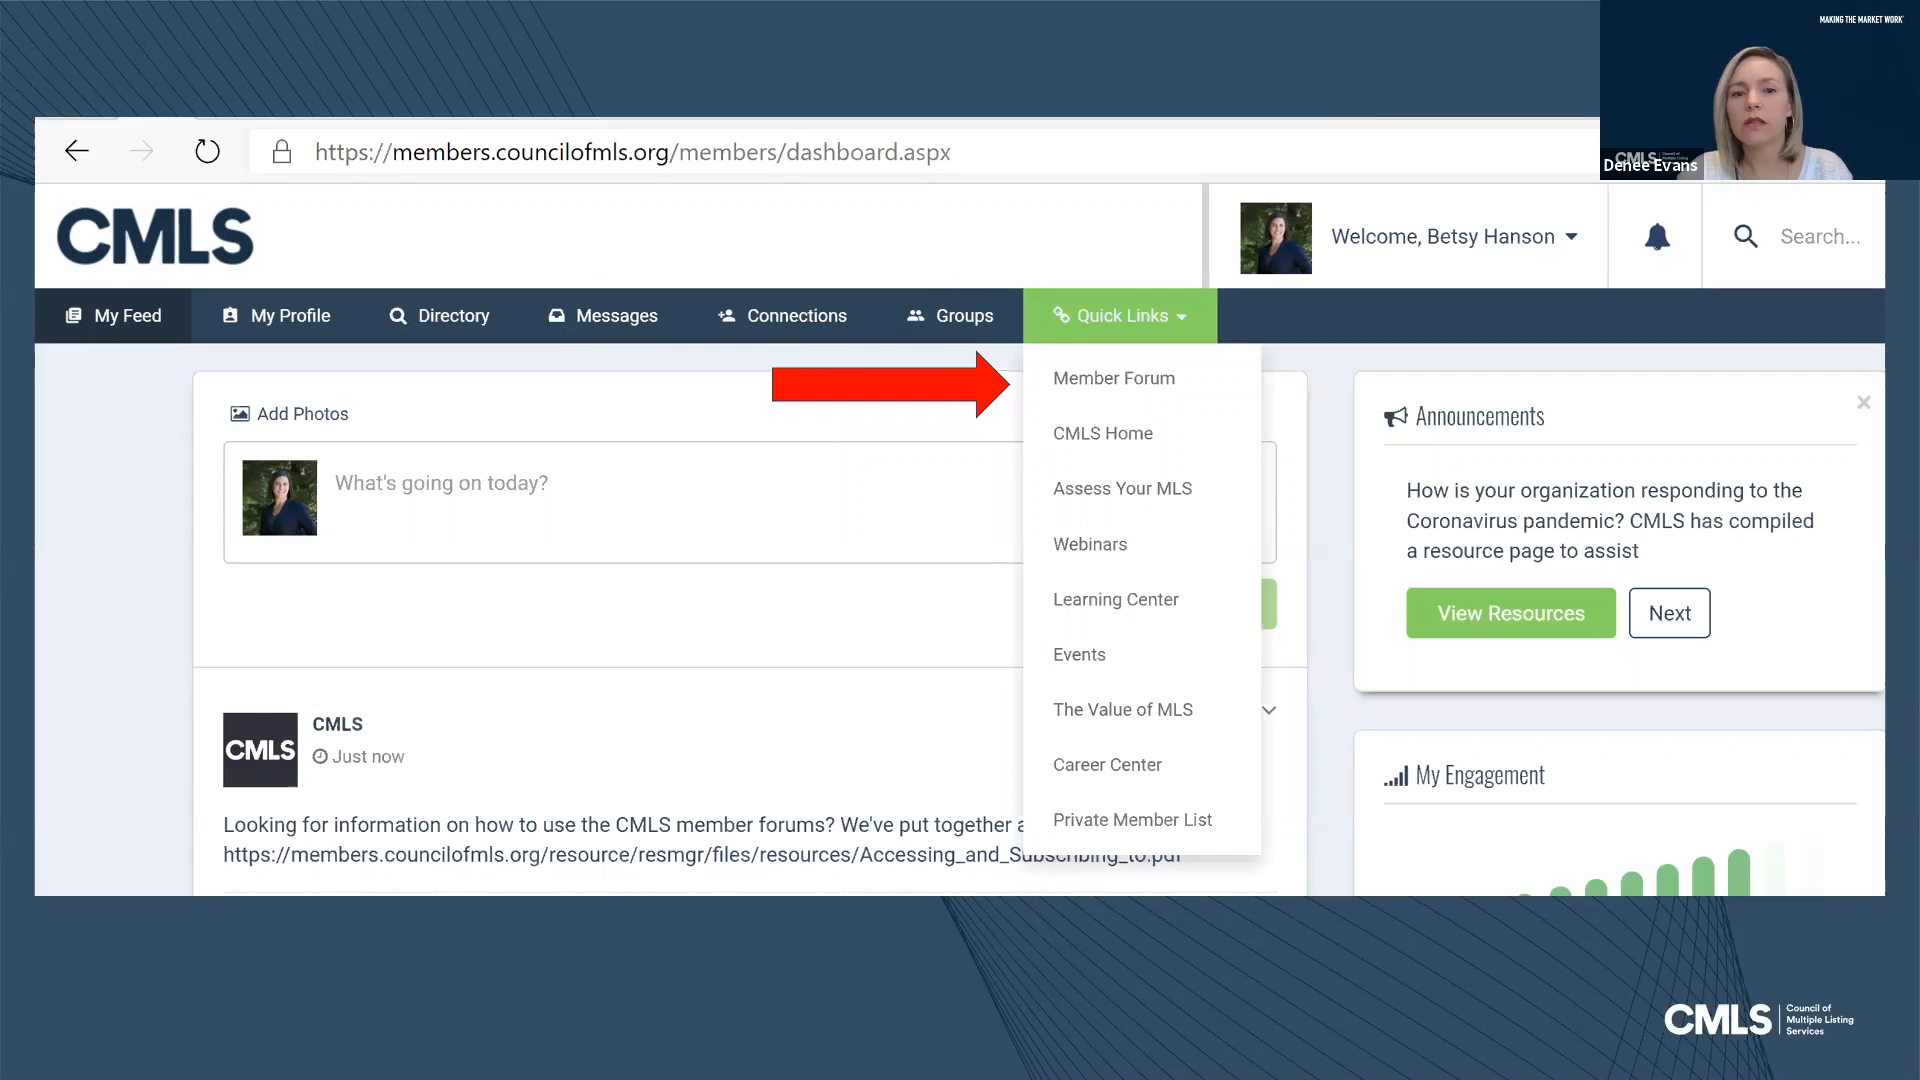 MAKING THE MARKET WORK
Denee Evans
https://members.councilofmls.org/members/dashboard.aspx
CMLS
Welcome, Betsy Hanson
Search...
My Feed
My Profile
Directory
Messages
Connections
Groups
Quick Links
Member Forum
CMLS Home
Assess Your MLS
Webinars
Learning Center
Events
The Value of MLS
Career Center
Private Member List
Add Photos
What's going on today?
Announcements
How is your organization responding to the
Coronavirus pandemic? CMLS has compiled
a resource page to assist
View Resources
Next
CMLS
CMLS
Just now
Looking for information on how to use the CMLS member forums? We've put together
https://members.councilofmls.org/resource/resmgr/files/resources/Accessing_and_Subscribing_to.pdf
My Engagement
CMLS
Council of
Multiple Listing
Services